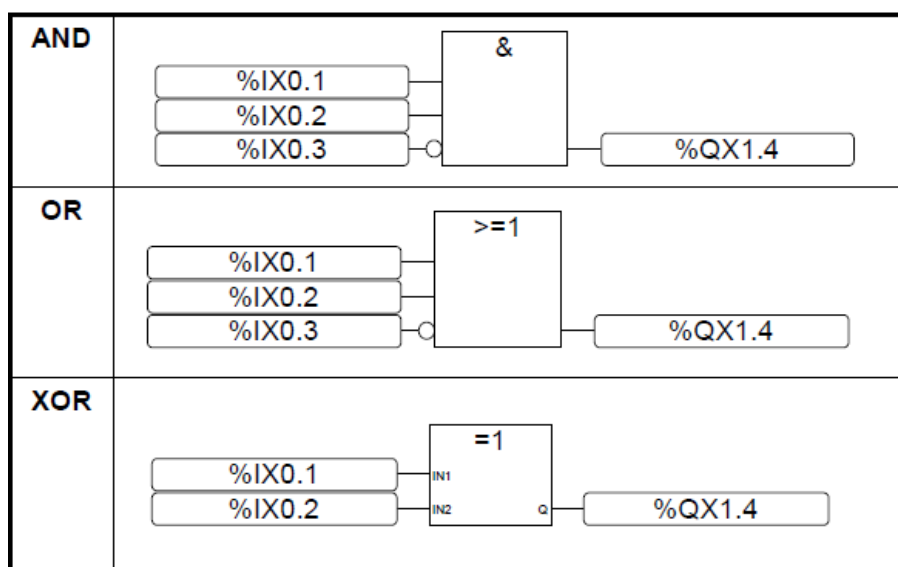 AND
&
%IX0.1
%IX0.2
%IX0.3
%QX1.4
OR
>=1
%IX0.1
%IX0.2
%IX0.3
%QX1.4
XOR
=1
%IX0.1 IN1
%IX0.2 IN2 Q %QX1.4